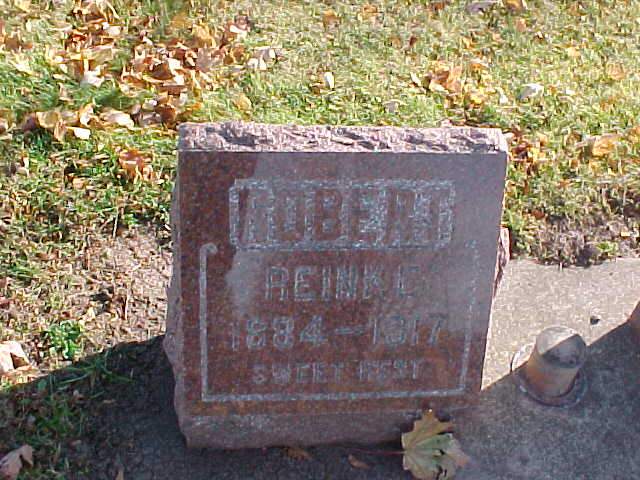 ROBERT
REINKE
1884-1917
SWEET REST